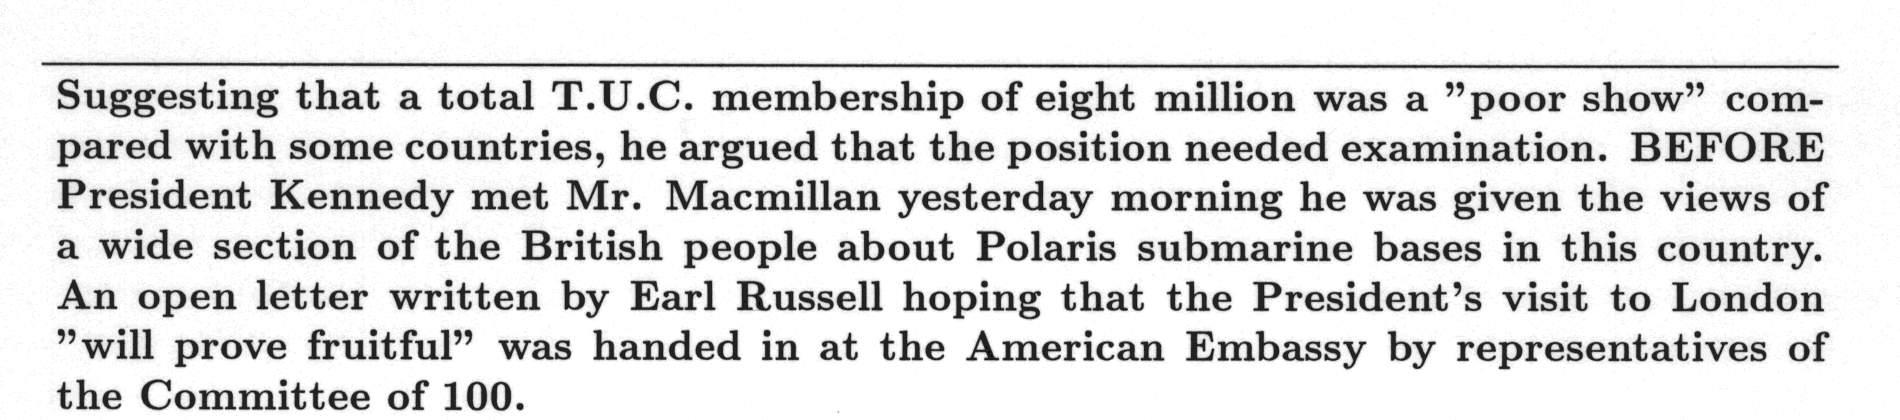 Suggesting that a total T.U.C. membership of eight million was a ”poor show” com-
pared with some countries, he argued that the position needed examination. BEFORE
President Kennedy met Mr. Macmillan yesterday morning he was given the views of
a wide section of the British people about Polaris submarine bases in this country.
An open letter written by Earl Russell hoping that the President’s visit to London
”will prove fruitful” was handed in at the American Embassy by representatives of
the Committee of 100.